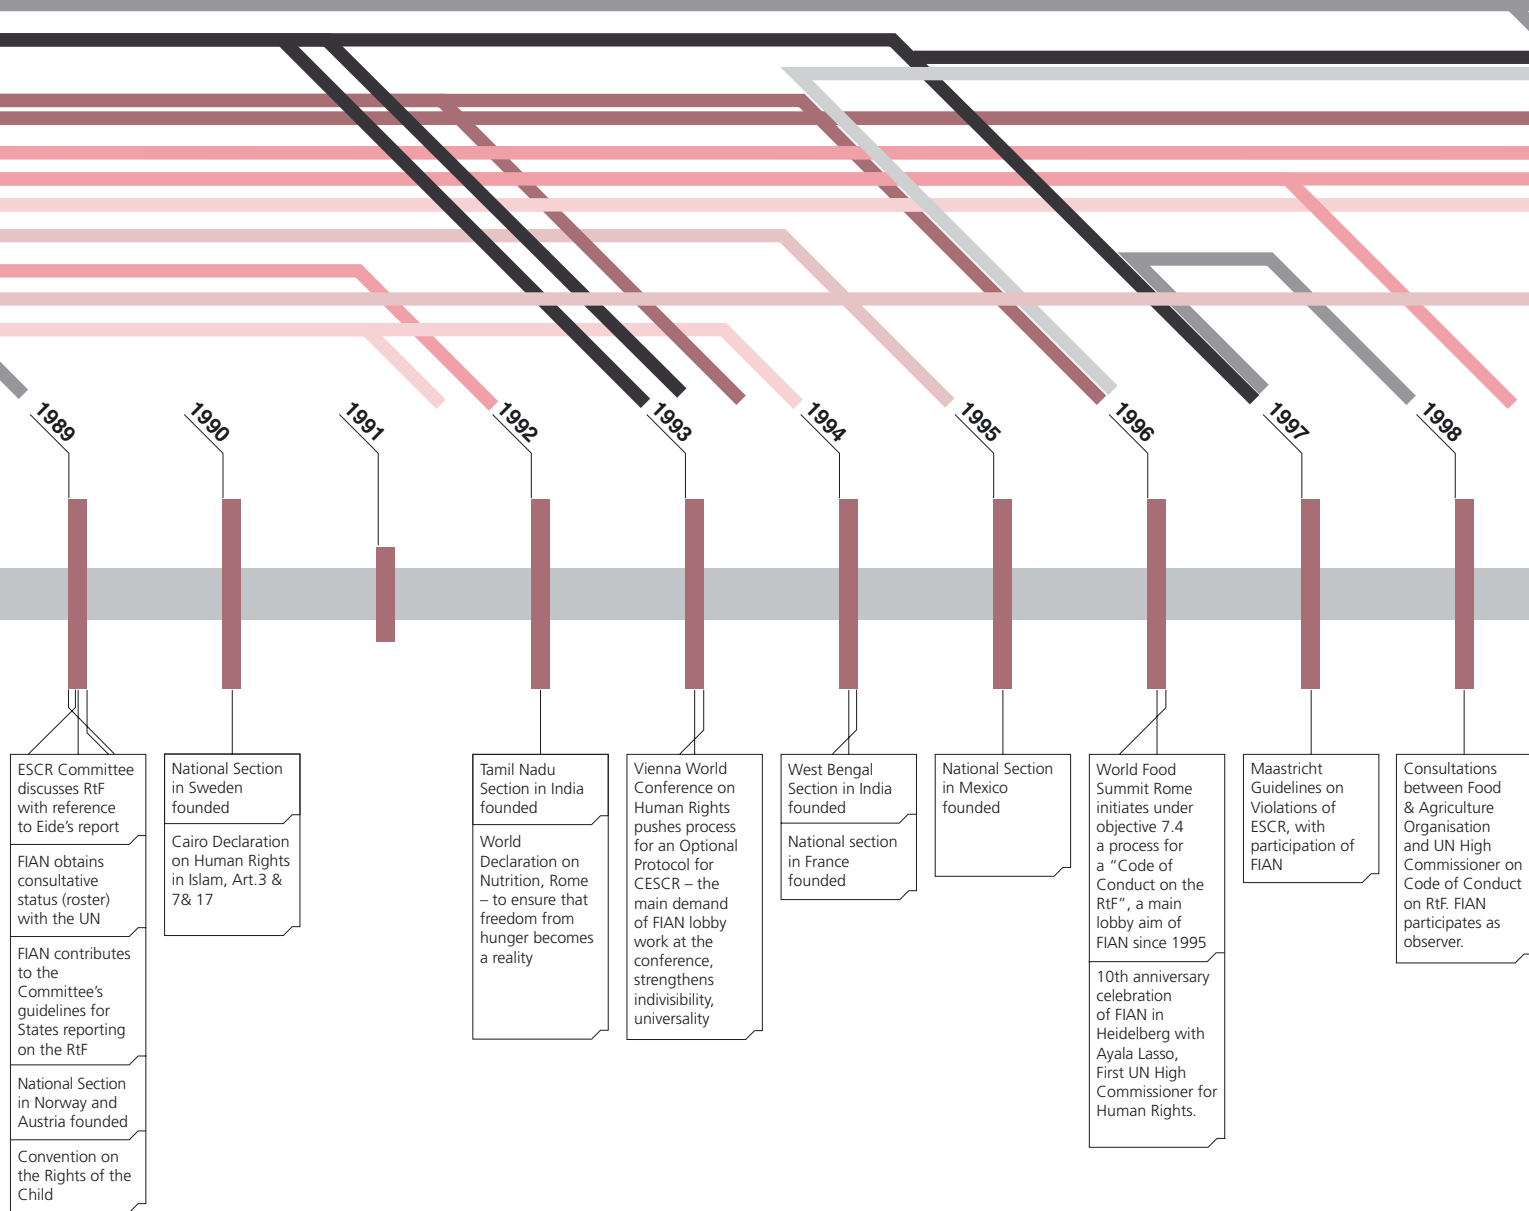 1989
1990
1991
1992
1993
1994
1995
1996
1997
1998
ESCR Committee
discusses RtF
with reference
to Eide’s report
FIAN obtains
consultative
status (roster)
with the UN
FIAN contributes
to the
Committee’s
guidelines for
States reporting
on the RtF
National Section
in Norway and
Austria founded
Convention on
the Rights of the
Child
National Section
in Sweden
founded
Cairo Declaration
on Human Rights
in Islam, Art.3 &
7& 17
Tamil Nadu
Section in India
founded
World
Declaration on
Nutrition, Rome
– to ensure that
freedom from
hunger becomes
a reality
Vienna World
Conference on
Human Rights
pushes process
for an Optional
Protocol for
CESCR – the
main demand
of FIAN lobby
work at the
conference,
strengthens
indivisibility,
universality
West Bengal
Section in India
founded
National section
in France
founded
National Section
in Mexico
founded
World Food
Summit Rome
initiates under
objective 7.4
a process for
a “Code of
Conduct on the
RtF”, a main
lobby aim of
FIAN since 1995
10th anniversary
celebration
of FIAN in
Heidelberg with
Ayala Lasso,
First UN High
Commissioner for
Human Rights.
Maastricht
Guidelines on
Violations of
ESCR, with
participation of
FIAN
Consultations
between Food
& Agriculture
Organisation
and UN High
Commissioner on
Code of Conduct
on RtF. FIAN
participates as
observer.